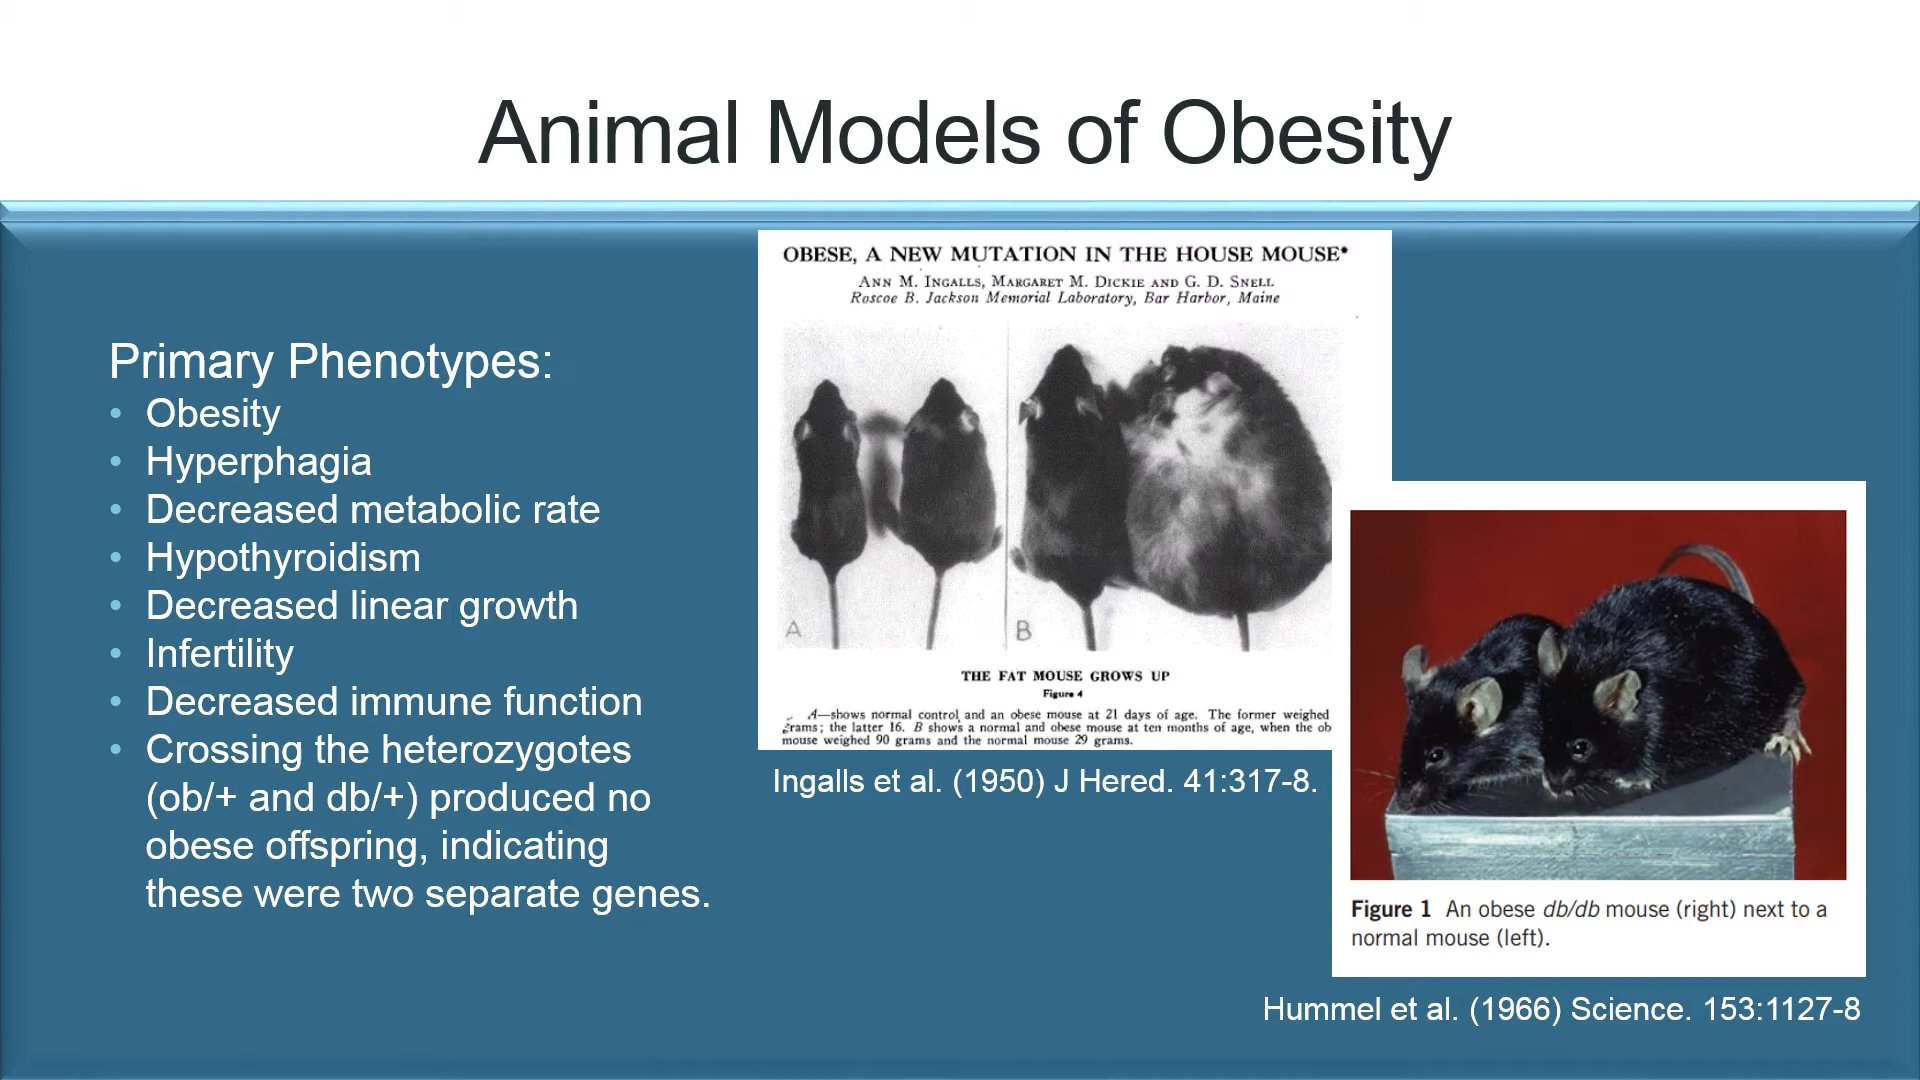 Animal Models of Obesity
Primary Phenotypes:
• Obesity
• Hyperphagia
• Decreased metabolic rate
• Hypothyroidism
• Decreased linear growth
• Infertility
• Decreased immune function
• Crossing the heterozygotes
(ob/+ and db/+) produced no
obese offspring, indicating
these were two separate genes.
OBESE, A NEW MUTATION IN THE HOUSE MOUSE*
ANN M. INGALLS, MARGARET M. DICKIE AND G. D. SNELL
Roscoe B. Jackson Memorial Laboratory, Bar Harbor, Maine
A
B
THE FAT MOUSE GROWS UP
Figure 4
A—shows normal control and an obese mouse at 21 days of age. The former weighed
grams; the latter 16. B shows a normal and obese mouse at ten months of age, when the ob
mouse weighed 90 grams and the normal mouse 29 grams.
Ingalls et al. (1950) J Hered. 41:317-8.
Figure 1 An obese db/db mouse (right) next to a
normal mouse (left).
Hummel et al. (1966) Science. 153:1127-8